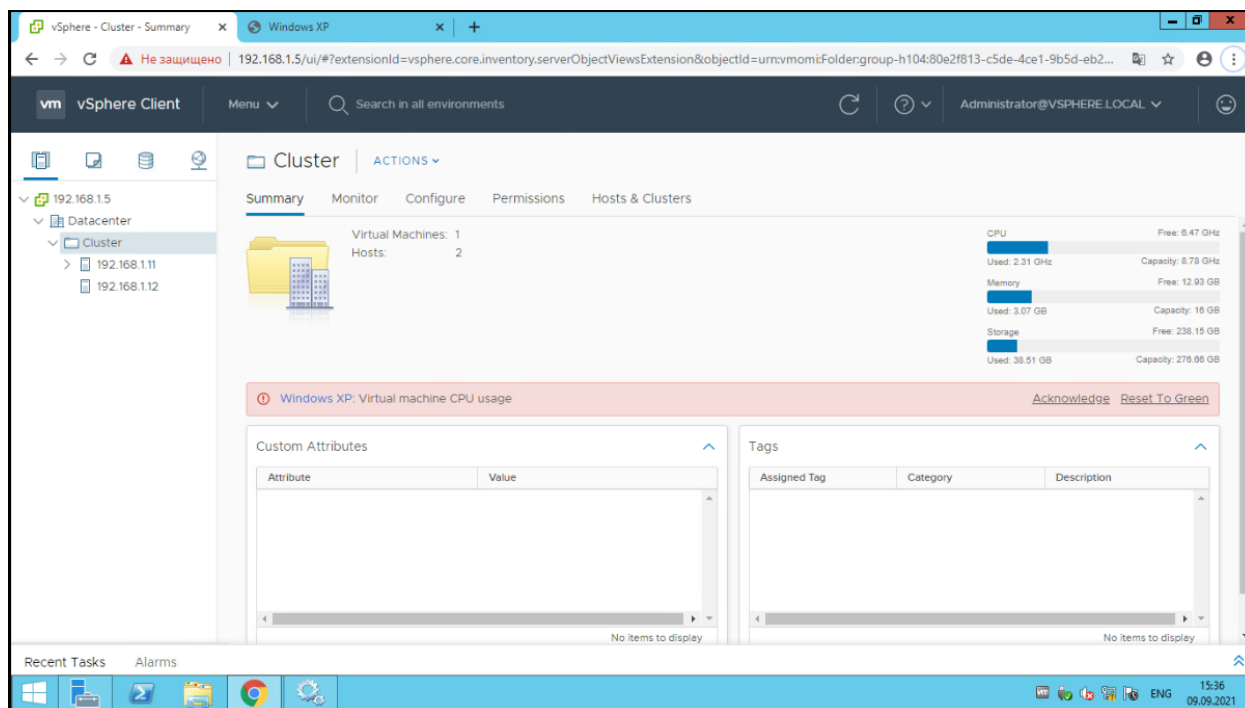 vSphere - Cluster - Summary
Windows XP
Не защищено
192.168.1.5/ui/#?extensionId=vsphere.core.inventory.serverObjectViewsExtension&objectId=urn:vmomi:Folder:group-h104:80e2f813-c5de-4ce1-9b5d-eb2...
vm vSphere Client
Menu
Search in all environments
Administrator@VSPHERE.LOCAL
192.168.1.5
Datacenter
Cluster
192.168.1.11
192.168.1.12
Cluster
ACTIONS
Summary Monitor Configure Permissions Hosts & Clusters
Virtual Machines: 1
Hosts: 2
CPU Free: 6.47 GHz
Used: 2.31 GHz Capacity: 8.78 GHz
Memory Free: 12.93 GB
Used: 3.07 GB Capacity: 16 GB
Storage Free: 238.15 GB
Used: 38.51 GB Capacity: 276.66 GB
Windows XP: Virtual machine CPU usage
Acknowledge Reset To Green
Custom Attributes
Attribute Value
No items to display
Tags
Assigned Tag Category Description
No items to display
Recent Tasks Alarms
ENG
15:36
09.09.2021